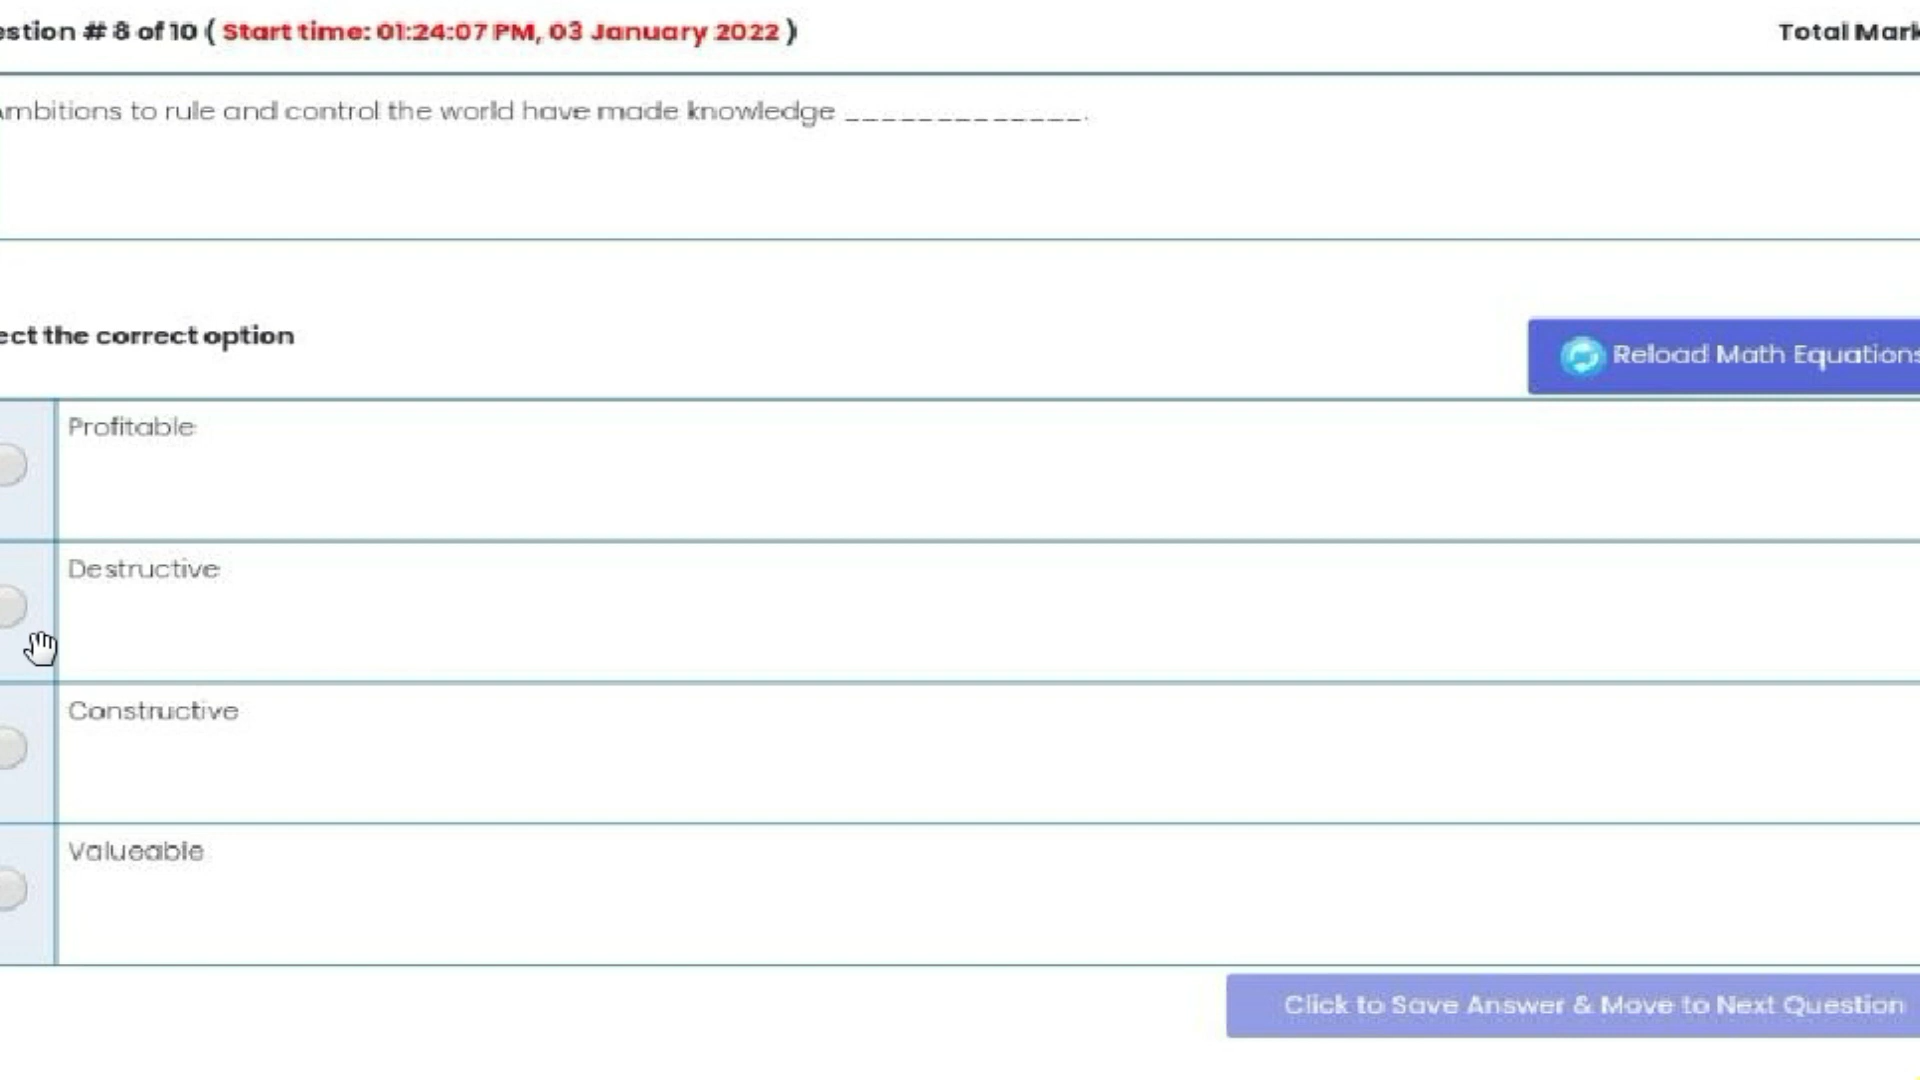 estion # 8 of 10 ( Start time: 01:24:07 PM, 03 January 2022 )
Total Mark
Ambitions to rule and control the world have made knowledge _____________.
ect the correct option
Reload Math Equations
Profitable
Destructive
Constructive
Valueable
Click to Save Answer & Move to Next Question